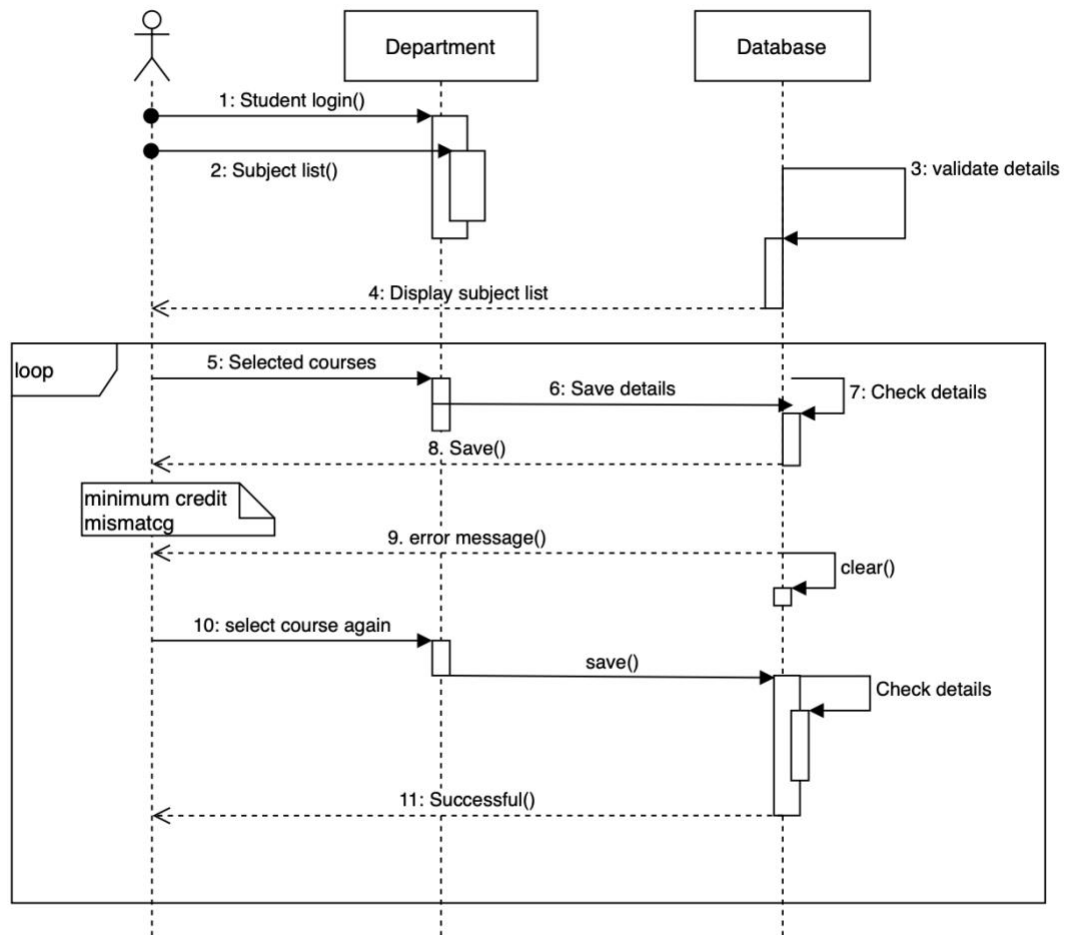 Department
Database
1: Student login()
2: Subject list()
3: validate details
4: Display subject list
loop
5: Selected courses
6: Save details
7: Check details
8. Save()
minimum credit
mismatcg
9. error message()
clear()
10: select course again
save()
Check details
11: Successful()